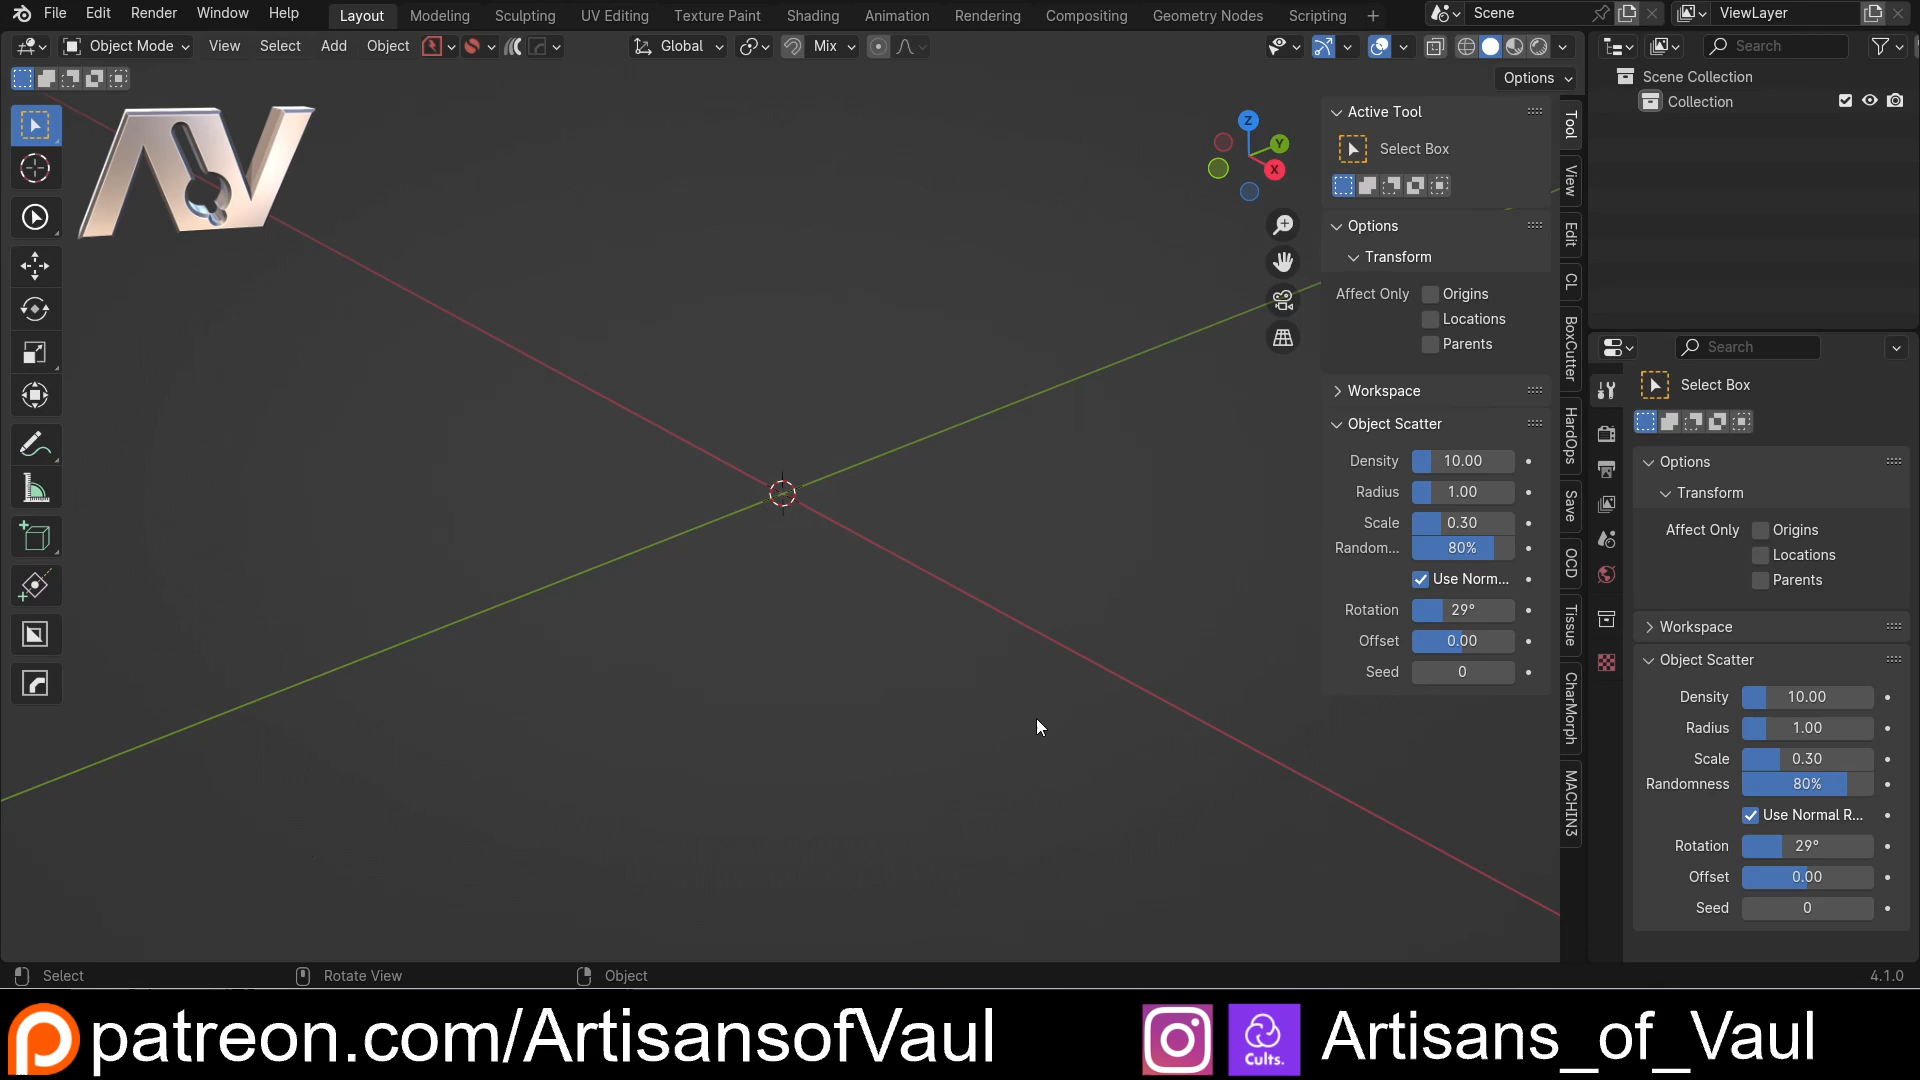 File Edit Render Window Help Layout Modeling Sculpting UV Editing Texture Paint Shading Animation Rendering Compositing Geometry Nodes Scripting + Scene ViewLayer
Object Mode View Select Add Object Global Mix Search
Options
Scene Collection
Collection
Active Tool
Select Box
Options
Transform
Affect Only Origins
Locations
Parents
Workspace
Object Scatter
Density 10.00
Radius 1.00
Scale 0.30
Random... 80%
Use Norm...
Rotation 29°
Offset 0.00
Seed 0
Z
Y
X
Tool
View
Edit
CL
BoxCutter
HardOps
Save
OCD
Tissue
CharMorph
MACHIN3
Search
Select Box
Options
Transform
Affect Only Origins
Locations
Parents
Workspace
Object Scatter
Density 10.00
Radius 1.00
Scale 0.30
Randomness 80%
Use Normal R...
Rotation 29°
Offset 0.00
Seed 0
Select Rotate View Object 4.1.0
patreon.com/ArtisansofVaul Cults. Artisans_of_Vaul